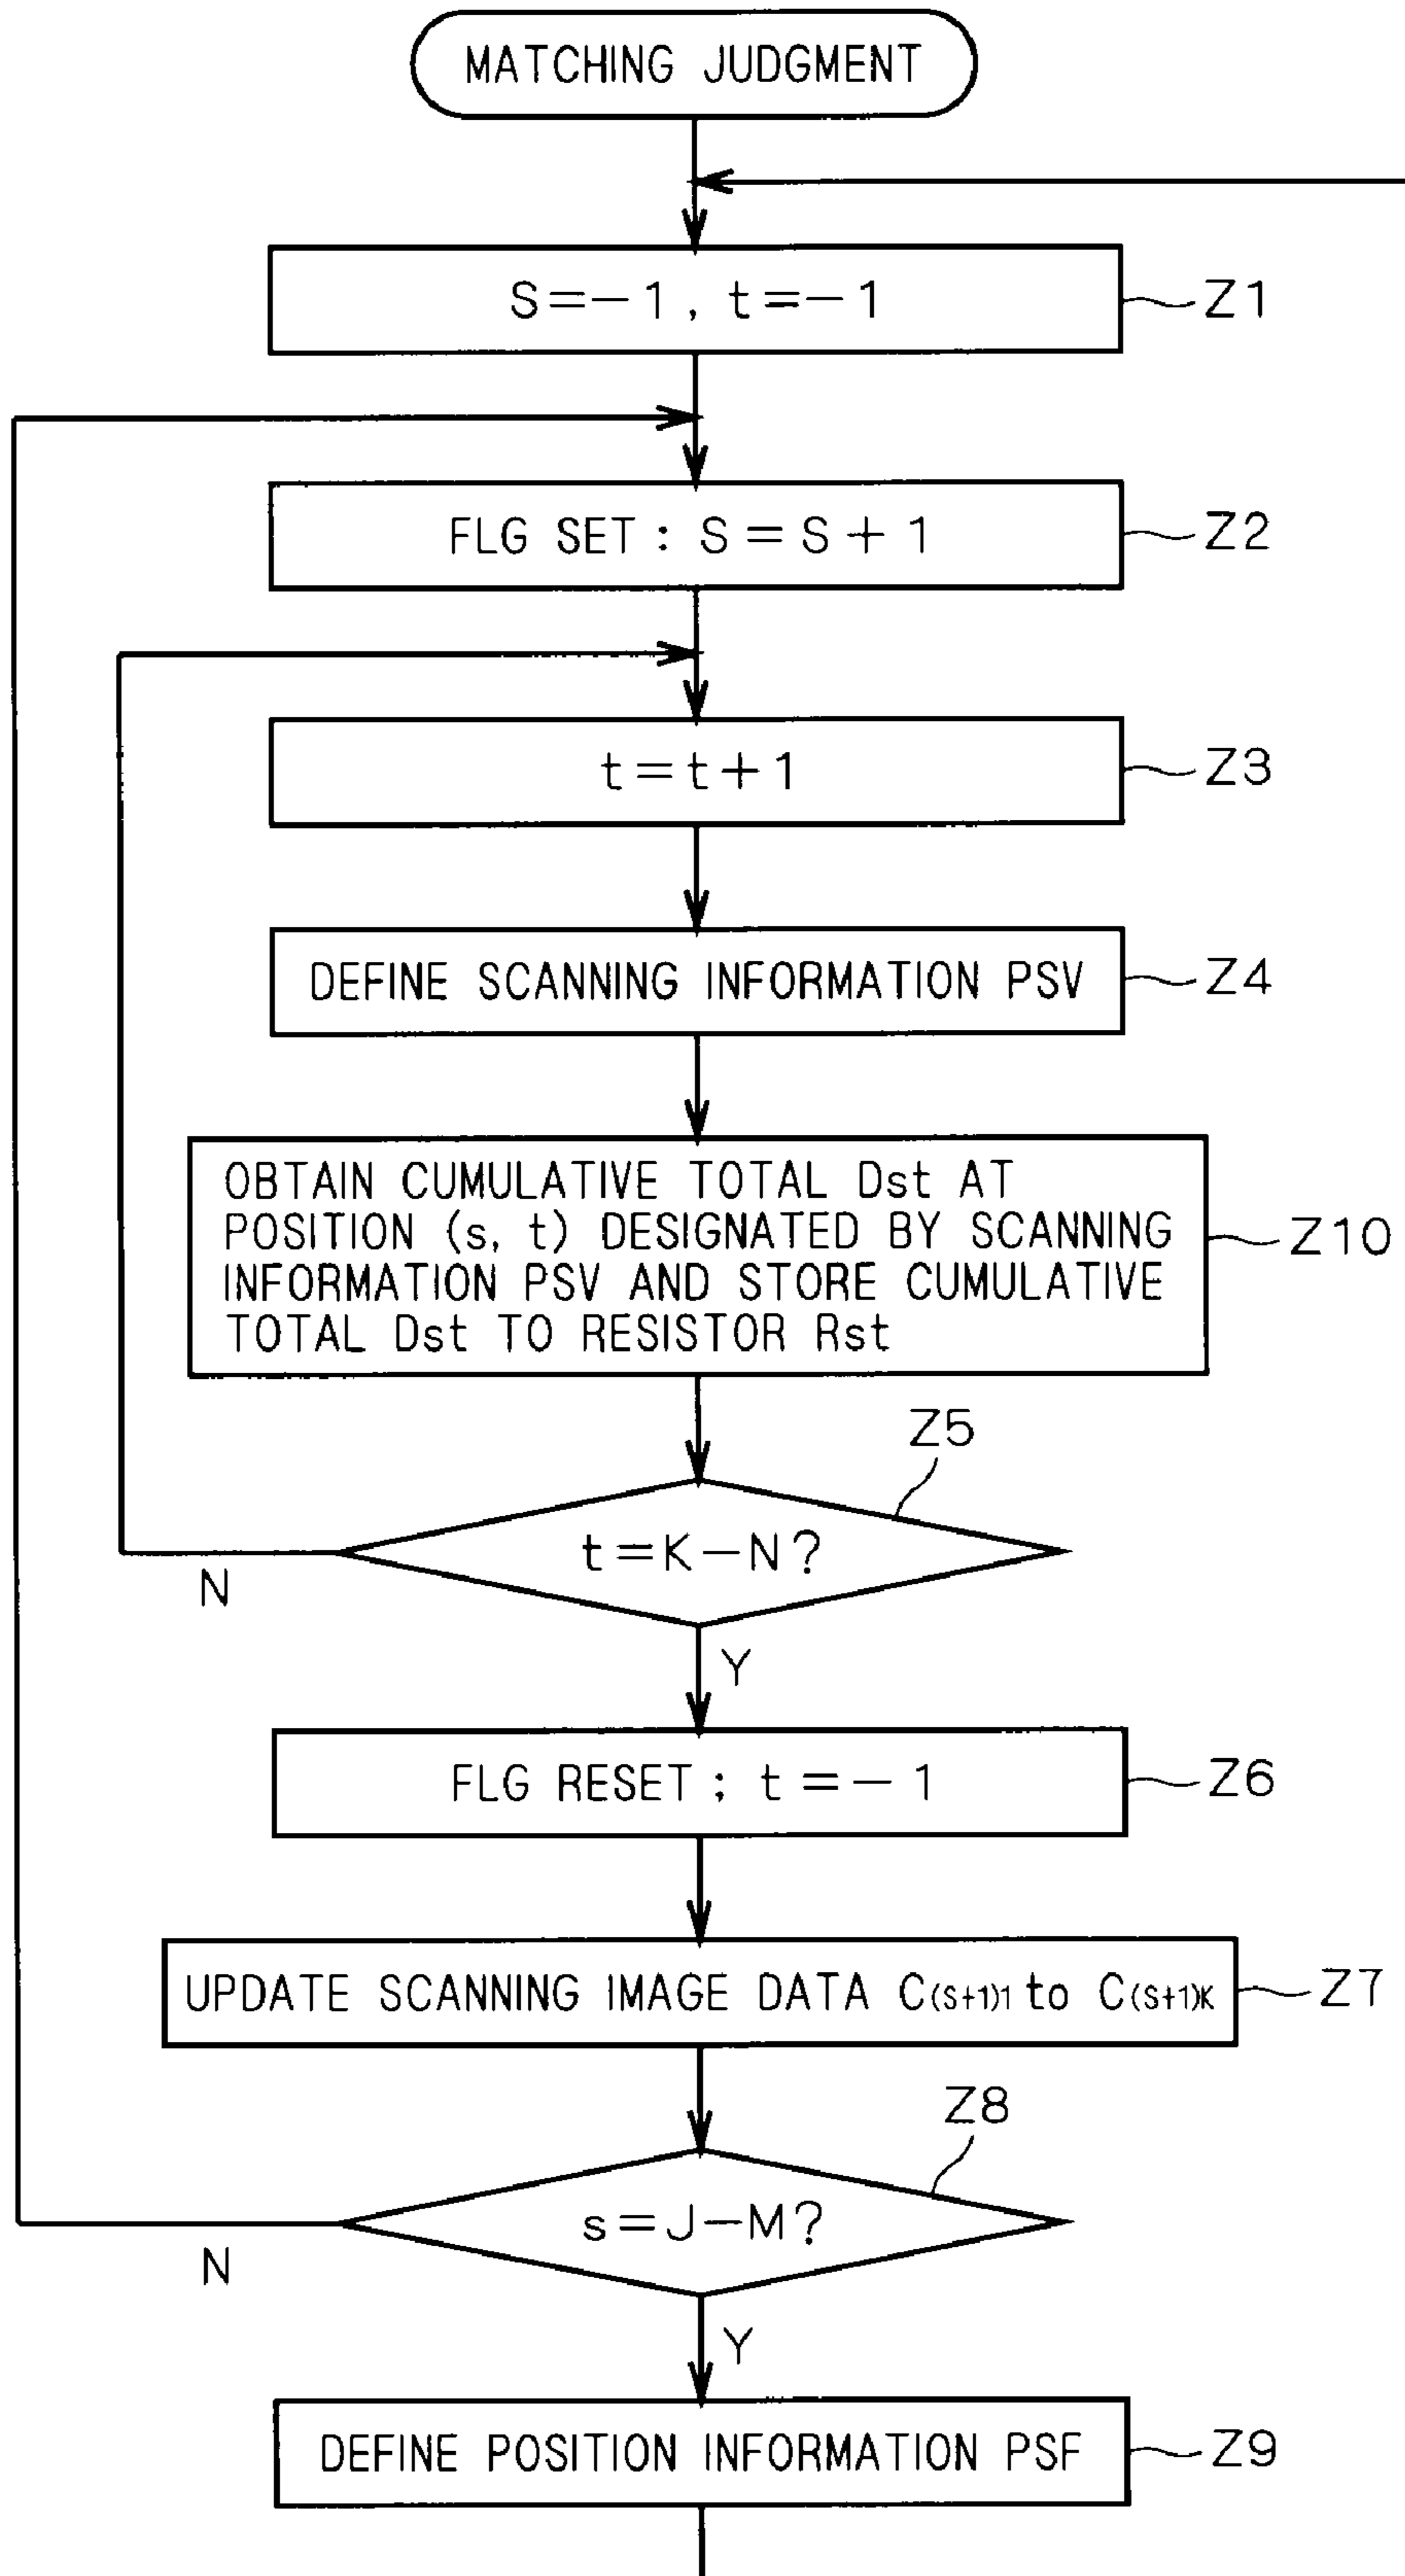 MATCHING JUDGMENT
S=-1, t=-1
Z1
FLG SET : S=S+1
Z2
t=t+1
Z3
DEFINE SCANNING INFORMATION PSV
Z4
OBTAIN CUMULATIVE TOTAL Dst AT
POSITION (s, t) DESIGNATED BY SCANNING
INFORMATION PSV AND STORE CUMULATIVE
TOTAL Dst TO RESISTOR Rst
Z10
Z5
t=K-N?
N
Y
FLG RESET ; t=-1
Z6
UPDATE SCANNING IMAGE DATA C(S+1)1 to C(S+1)K
Z7
Z8
s=J-M?
N
Y
DEFINE POSITION INFORMATION PSF
Z9